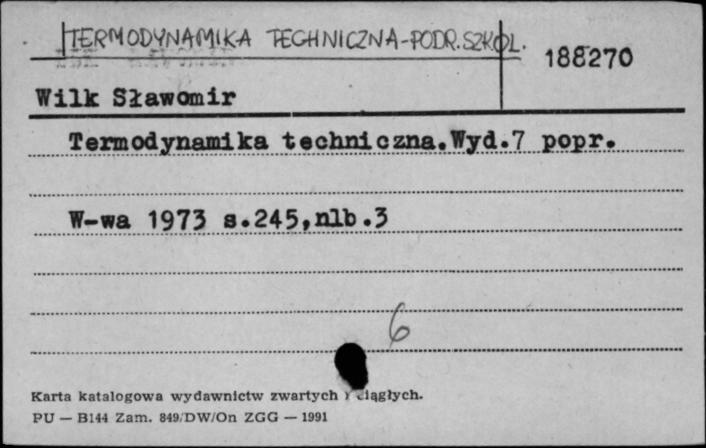 TERMODYNAMIKA TECHNICZNA-PODR. SZKOL.
188270
Wilk Sławomir
Termodynamika techniczna.Wyd.7 popr.
W-wa 1973 s.245,nlb.3
6
Karta katalogowa wydawnictw zwartych i ciągłych.
PU — B144 Zam. 849/DW/On ZGG — 1991